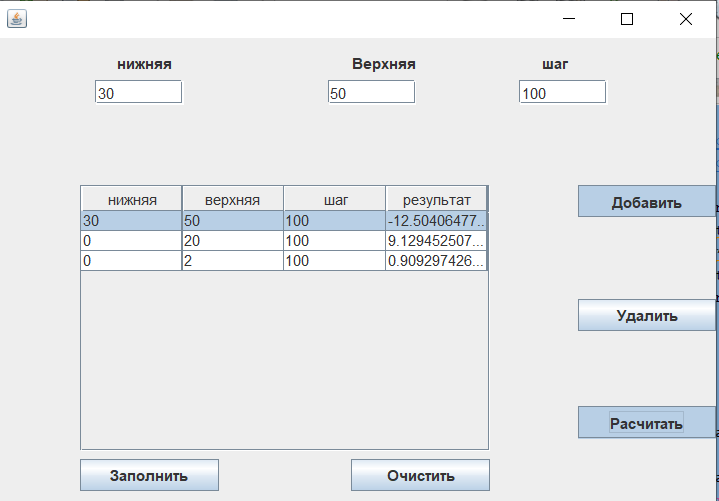 нижняя Верхняя шаг
30 50 100
нижняя верхняя шаг результат
30 50 100 -12.50406477...
0 20 100 9.129452507...
0 2 100 0.909297426...
Добавить
Удалить
Расчитать
Заполнить Очистить